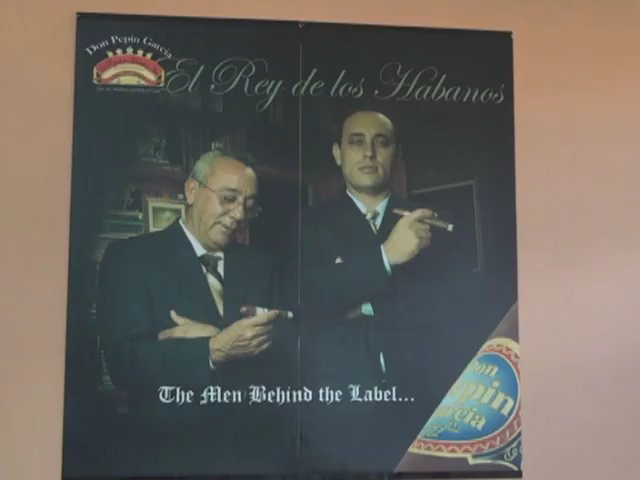 Don Pepin Garcia
El Rey de los Habanos
The Men Behind the Label...
Don
Pepin
Garcia